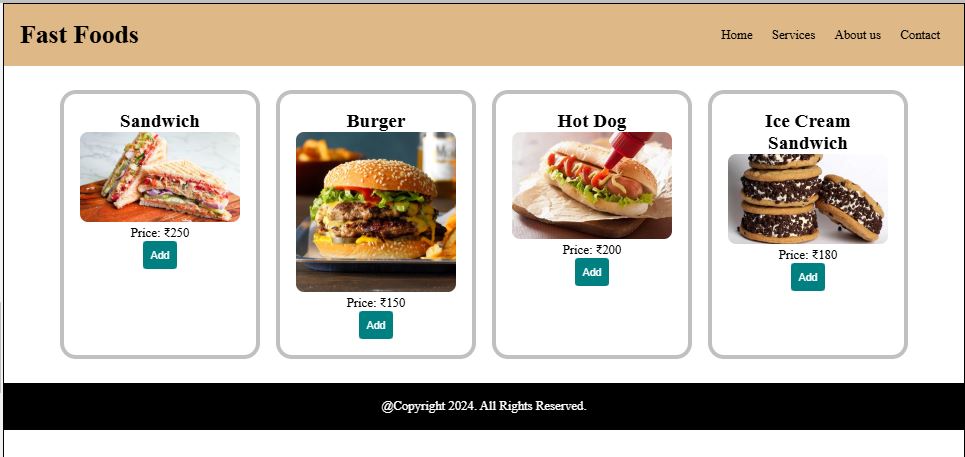 Fast Foods
Home Services About us Contact
Sandwich
Price: ₹250
Add
Burger
Price: ₹150
Add
Hot Dog
Price: ₹200
Add
Ice Cream
Sandwich
Price: ₹180
Add
@Copyright 2024. All Rights Reserved.